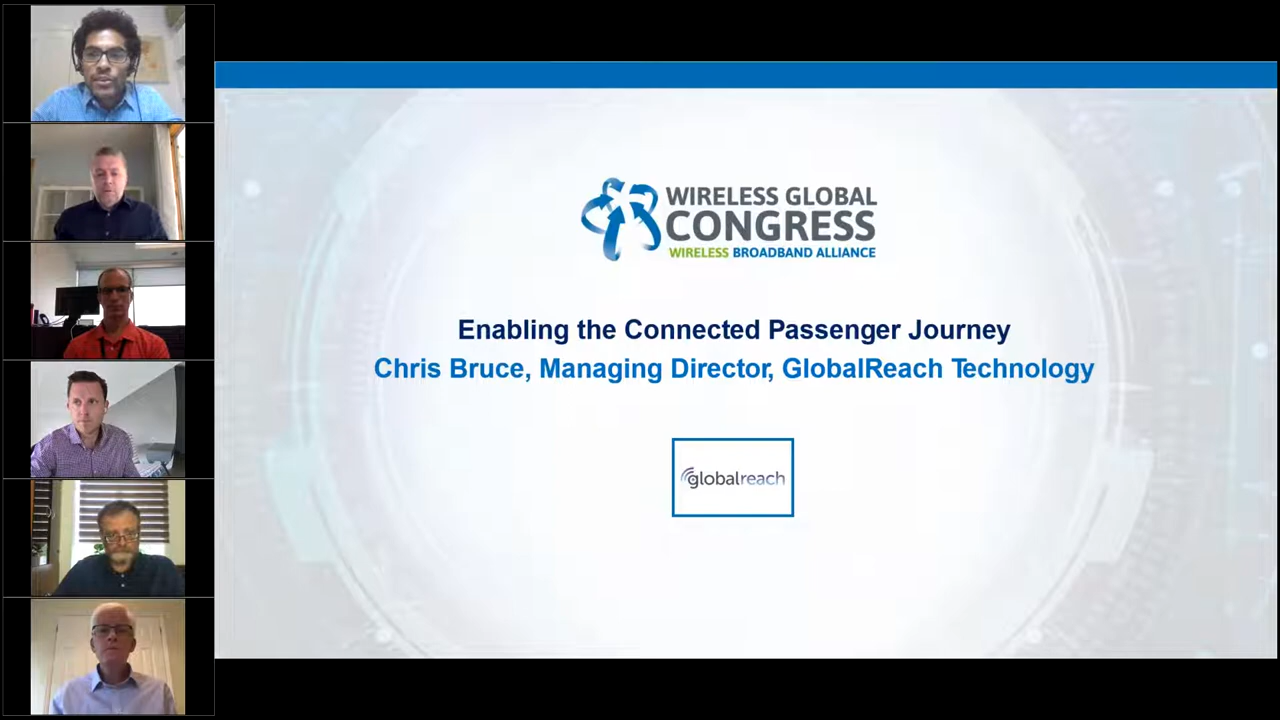 WIRELESS GLOBAL
CONGRESS
WIRELESS BROADBAND ALLIANCE
Enabling the Connected Passenger Journey
Chris Bruce, Managing Director, GlobalReach Technology
globalreach